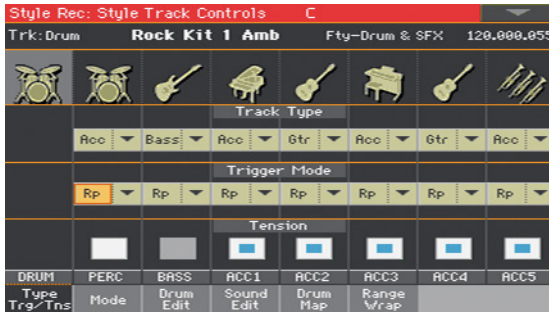 Style Rec: Style Track Controls C
Trk:Drum Rock Kit 1 Amb Fty-Drum & SFX 120.000.055
Track Type
Acc Bass Acc Gtr Acc Gtr Acc
Trigger Mode
Rp Rp Rp Rp Rp Rp Rp
Tension
DRUM PERC BASS ACC1 ACC2 ACC3 ACC4 ACC5
Type Trg/Tns Mode Drum Edit Sound Edit Drum Map Range Wrap